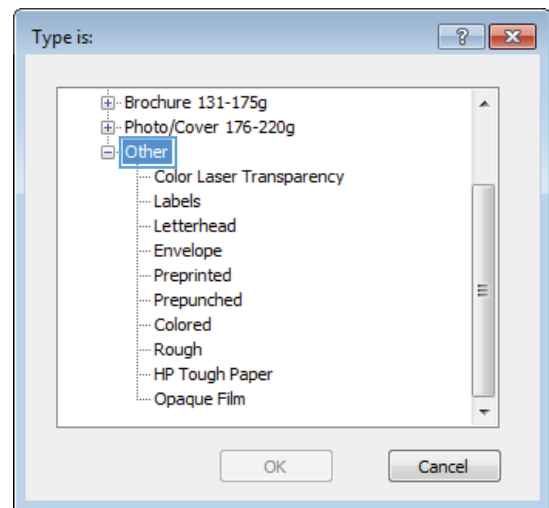 Type is:
Brochure 131-175g
Photo/Cover 176-220g
Other
Color Laser Transparency
Labels
Letterhead
Envelope
Preprinted
Prepunched
Colored
Rough
HP Tough Paper
Opaque Film
OK Cancel